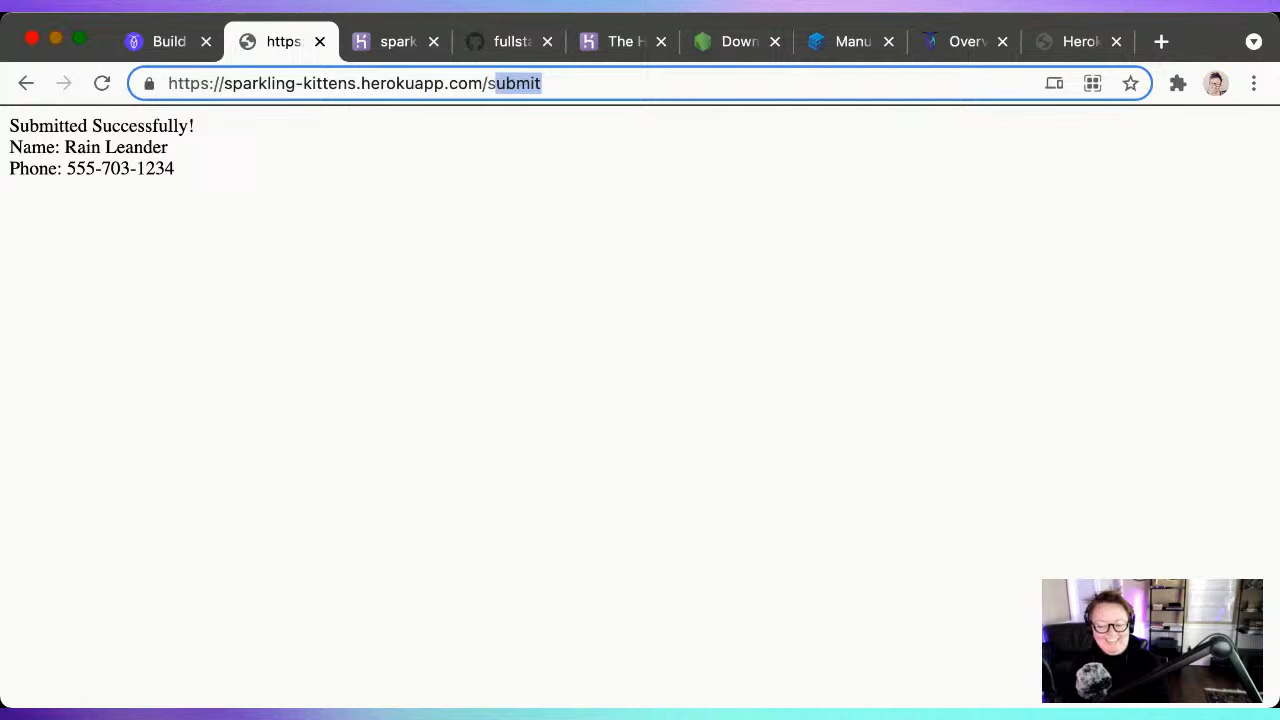 Build
https:
spark
fullsta
The H
Down
Manu
Overv
Herok
https://sparkling-kittens.herokuapp.com/submit
Submitted Successfully!
Name: Rain Leander
Phone: 555-703-1234